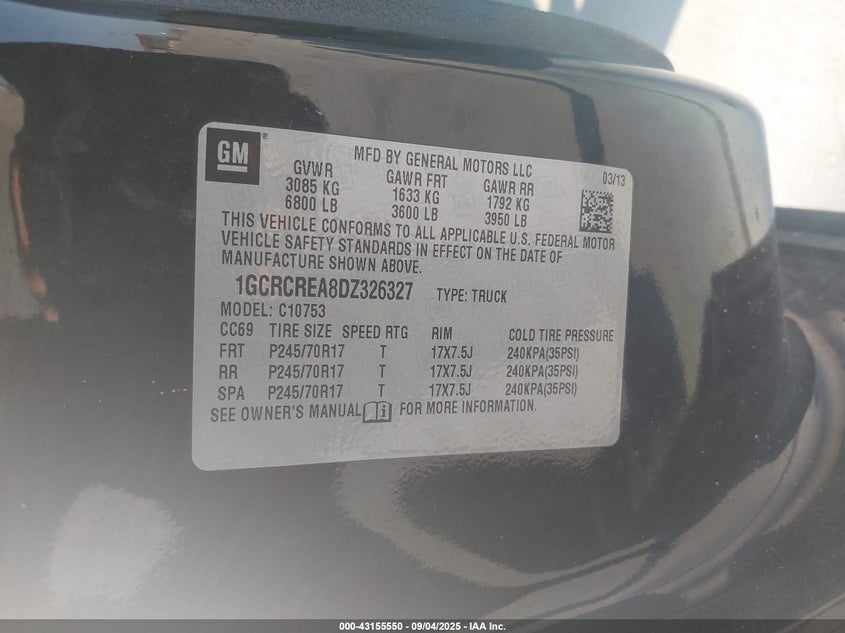 GM ®
MFD BY GENERAL MOTORS LLC
03/13
GVWR GAWR FRT GAWR RR
3085 KG 1633 KG 1792 KG
6800 LB 3600 LB 3950 LB
THIS VEHICLE CONFORMS TO ALL APPLICABLE U.S. FEDERAL MOTOR
VEHICLE SAFETY STANDARDS IN EFFECT ON THE DATE OF
MANUFACTURE SHOWN ABOVE.
1GCRCREA8DZ326327 TYPE: TRUCK
MODEL: C10753
CC69 TIRE SIZE SPEED RTG RIM COLD TIRE PRESSURE
FRT P245/70R17 T 17X7.5J 240KPA(35PSI)
RR P245/70R17 T 17X7.5J 240KPA(35PSI)
SPA P245/70R17 T 17X7.5J 240KPA(35PSI)
SEE OWNER'S MANUAL i FOR MORE INFORMATION.
000-43155550 - 09/04/2025 - IAA Inc.